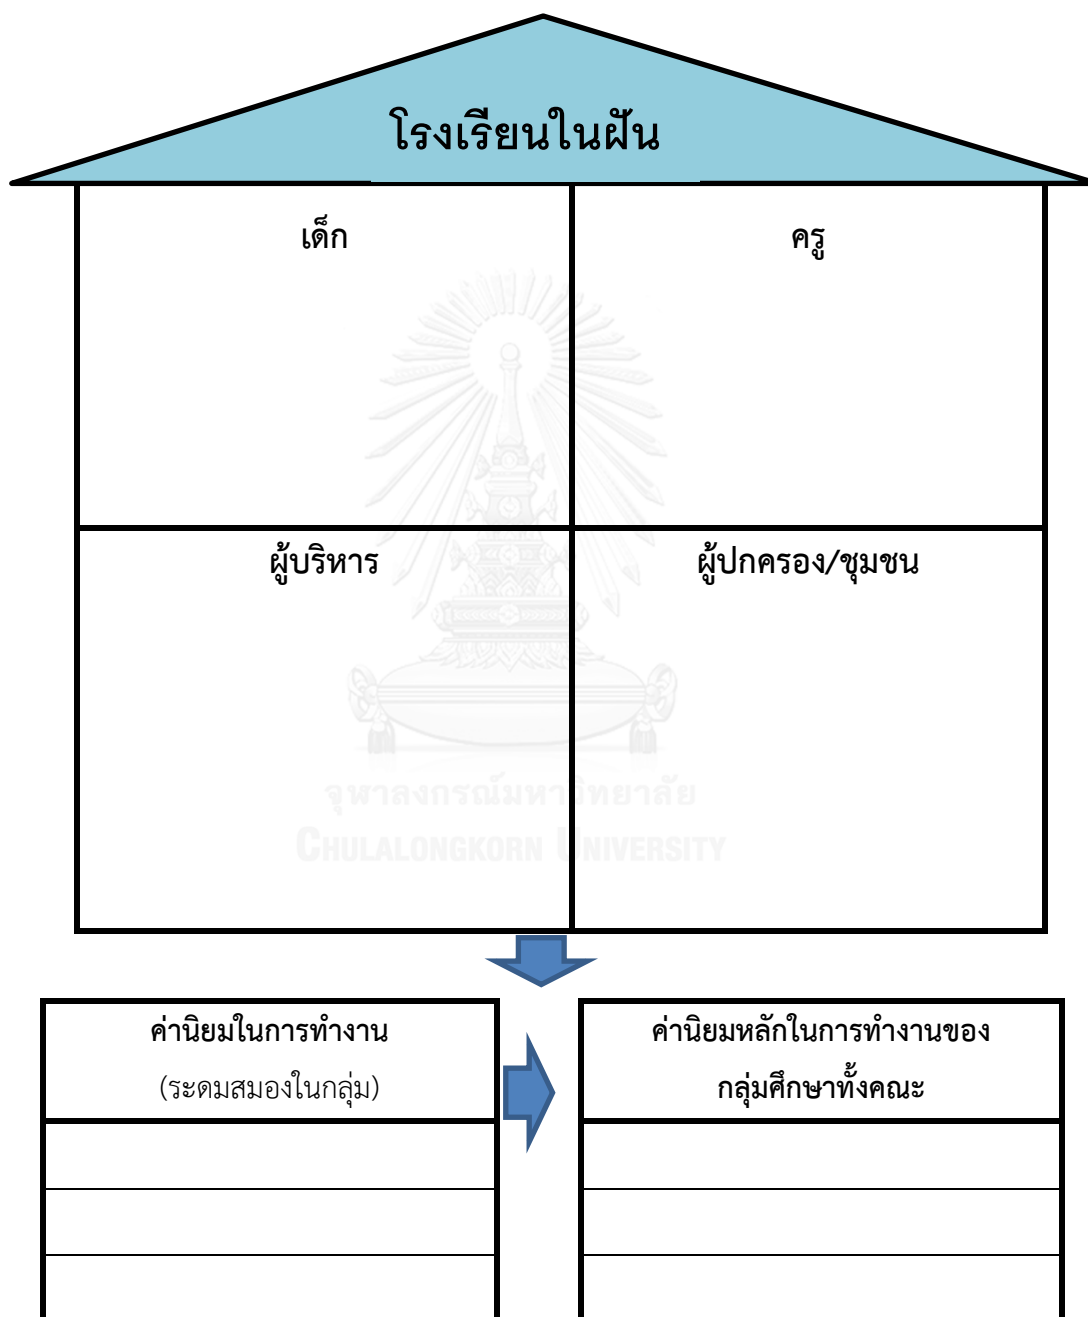 โรงเรียนในฝัน
เด็ก
ครู
ผู้บริหาร
ผู้ปกครอง/ชุมชน
จุฬาลงกรณ์มหาวิทยาลัย
CHULALONGKORN UNIVERSITY
ค่านิยมในการทำงาน
(ระดมสมองในกลุ่ม)
ค่านิยมหลักในการทำงานของ
กลุ่มศึกษาทั้งคณะ